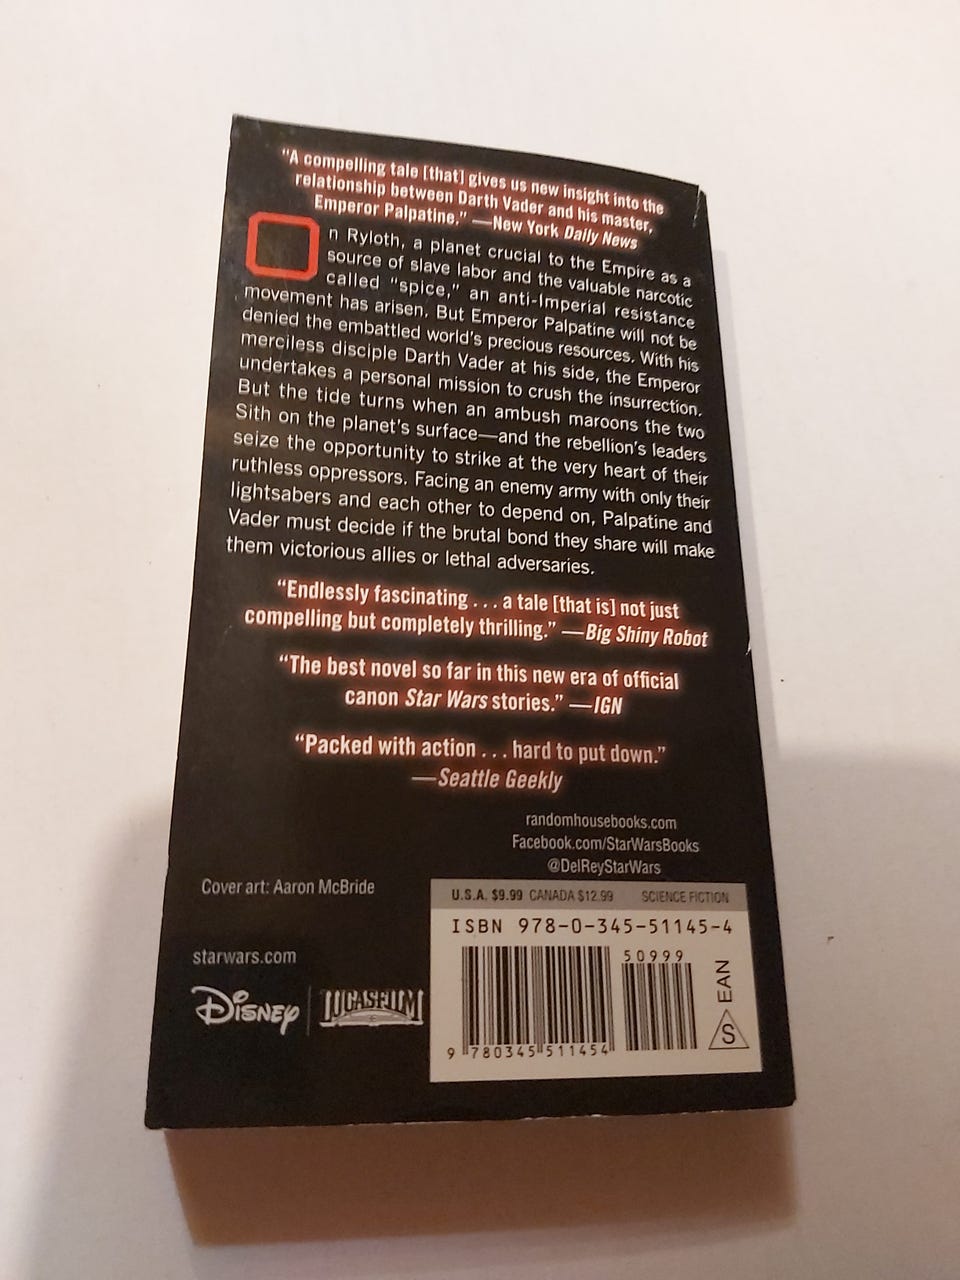 "A compelling tale [that] gives us new insight into the
relationship between Darth Vader and his master,
Emperor Palpatine." —New York Daily News
n Ryloth, a planet crucial to the Empire as a
source of slave labor and the valuable narcotic
called "spice," an anti-Imperial resistance
movement has arisen. But Emperor Palpatine will not be
denied the embattled world's precious resources. With his
merciless disciple Darth Vader at his side, the Emperor
undertakes a personal mission to crush the insurrection.
But the tide turns when an ambush maroons the two
Sith on the planet's surface—and the rebellion's leaders
seize the opportunity to strike at the very heart of their
ruthless oppressors. Facing an enemy army with only their
lightsabers and each other to depend on, Palpatine and
Vader must decide if the brutal bond they share will make
them victorious allies or lethal adversaries.
"Endlessly fascinating . . . a tale [that is] not just
compelling but completely thrilling." —Big Shiny Robot
"The best novel so far in this new era of official
canon Star Wars stories." —IGN
"Packed with action . . . hard to put down."
—Seattle Geekly
randomhousebooks.com
Facebook.com/StarWarsBooks
@DelReyStarWars
Cover art: Aaron McBride
starwars.com
Disney LUCASFILM
U.S.A. $9.99 CANADA $12.99 SCIENCE FICTION
ISBN 978-0-345-51145-4
50999
9 780345 511454
S EAN